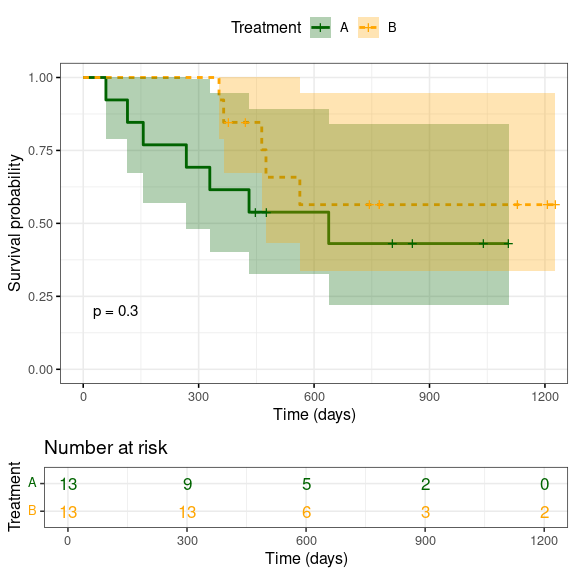 Treatment A B
1.00
0.75
0.50
0.25
0.00
Survival probability
p = 0.3
0 300 600 900 1200
Time (days)
Number at risk
Treatment
A 13 9 5 2 0
B 13 13 6 3 2
0 300 600 900 1200
Time (days)